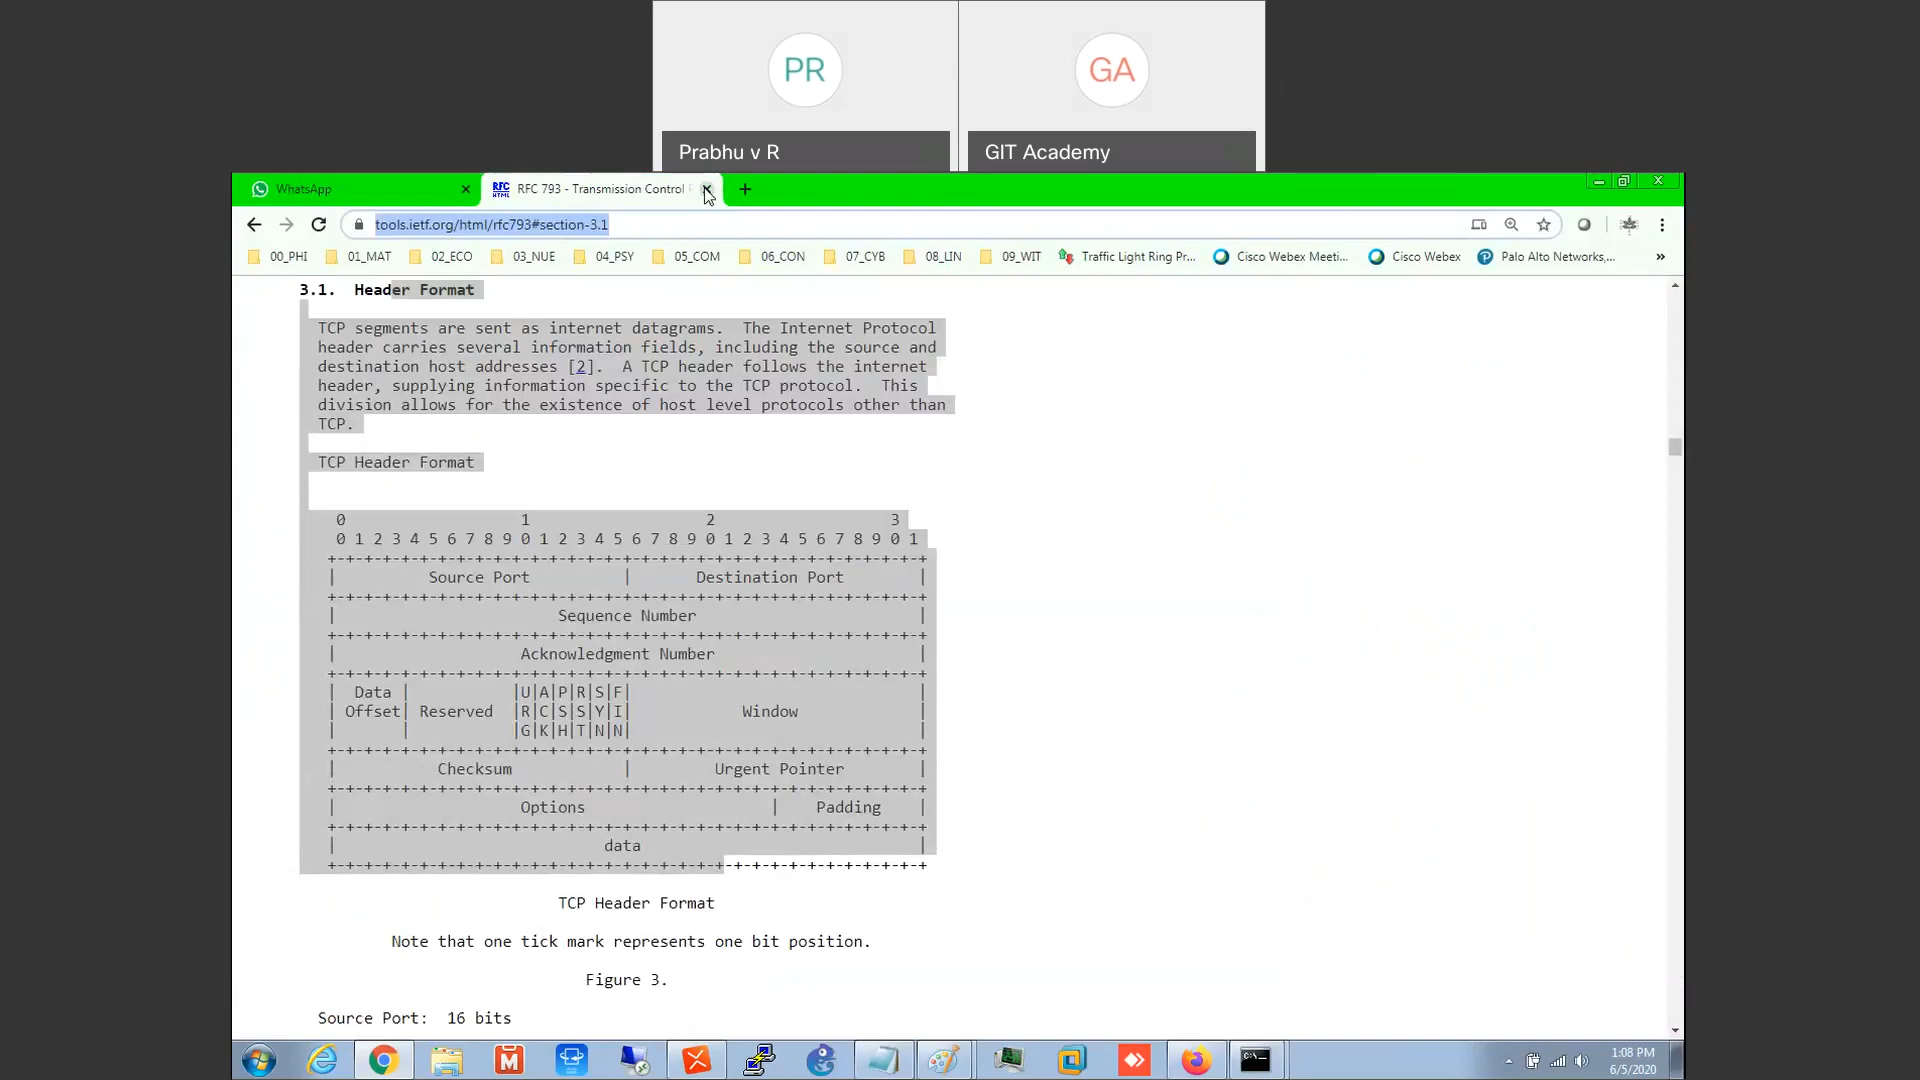 PR
GA
Prabhu v R
GIT Academy
WhatsApp
RFC HTML RFC 793 - Transmission Control
tools.ietf.org/html/rfc793#section-3.1
00_PHI 01_MAT 02_ECO 03_NUE 04_PSY 05_COM 06_CON 07_CYB 08_LIN 09_WIT Traffic Light Ring Pr... Cisco Webex Meeti... Cisco Webex Palo Alto Networks,... »
3.1. Header Format
TCP segments are sent as internet datagrams. The Internet Protocol
header carries several information fields, including the source and
destination host addresses [2]. A TCP header follows the internet
header, supplying information specific to the TCP protocol. This
division allows for the existence of host level protocols other than
TCP.
TCP Header Format
0 1 2 3
0 1 2 3 4 5 6 7 8 9 0 1 2 3 4 5 6 7 8 9 0 1 2 3 4 5 6 7 8 9 0 1
+-+-+-+-+-+-+-+-+-+-+-+-+-+-+-+-+-+-+-+-+-+-+-+-+-+-+-+-+-+-+-+-+
| Source Port | Destination Port |
+-+-+-+-+-+-+-+-+-+-+-+-+-+-+-+-+-+-+-+-+-+-+-+-+-+-+-+-+-+-+-+-+
| Sequence Number |
+-+-+-+-+-+-+-+-+-+-+-+-+-+-+-+-+-+-+-+-+-+-+-+-+-+-+-+-+-+-+-+-+
| Acknowledgment Number |
+-+-+-+-+-+-+-+-+-+-+-+-+-+-+-+-+-+-+-+-+-+-+-+-+-+-+-+-+-+-+-+-+
| Data | |U|A|P|R|S|F| |
| Offset| Reserved |R|C|S|S|Y|I| Window |
| | |G|K|H|T|N|N| |
+-+-+-+-+-+-+-+-+-+-+-+-+-+-+-+-+-+-+-+-+-+-+-+-+-+-+-+-+-+-+-+-+
| Checksum | Urgent Pointer |
+-+-+-+-+-+-+-+-+-+-+-+-+-+-+-+-+-+-+-+-+-+-+-+-+-+-+-+-+-+-+-+-+
| Options | Padding |
+-+-+-+-+-+-+-+-+-+-+-+-+-+-+-+-+-+-+-+-+-+-+-+-+-+-+-+-+-+-+-+-+
| data |
+-+-+-+-+-+-+-+-+-+-+-+-+-+-+-+-+-+-+-+-+-+-+-+-+-+-+-+-+-+-+-+-+
TCP Header Format
Note that one tick mark represents one bit position.
Figure 3.
Source Port: 16 bits
1:08 PM
6/5/2020